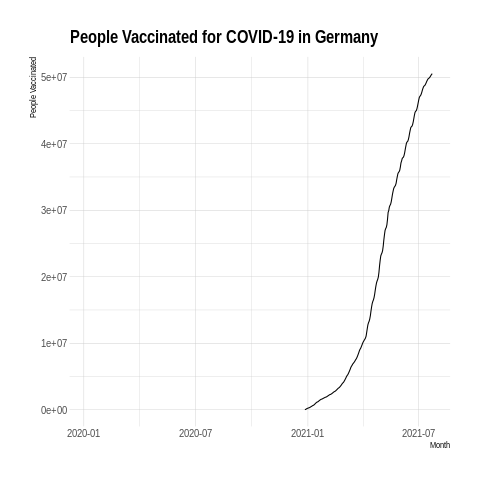 People Vaccinated for COVID-19 in Germany
People Vaccinated
5e+07
4e+07
3e+07
2e+07
1e+07
0e+00
2020-01 2020-07 2021-01 2021-07
Month